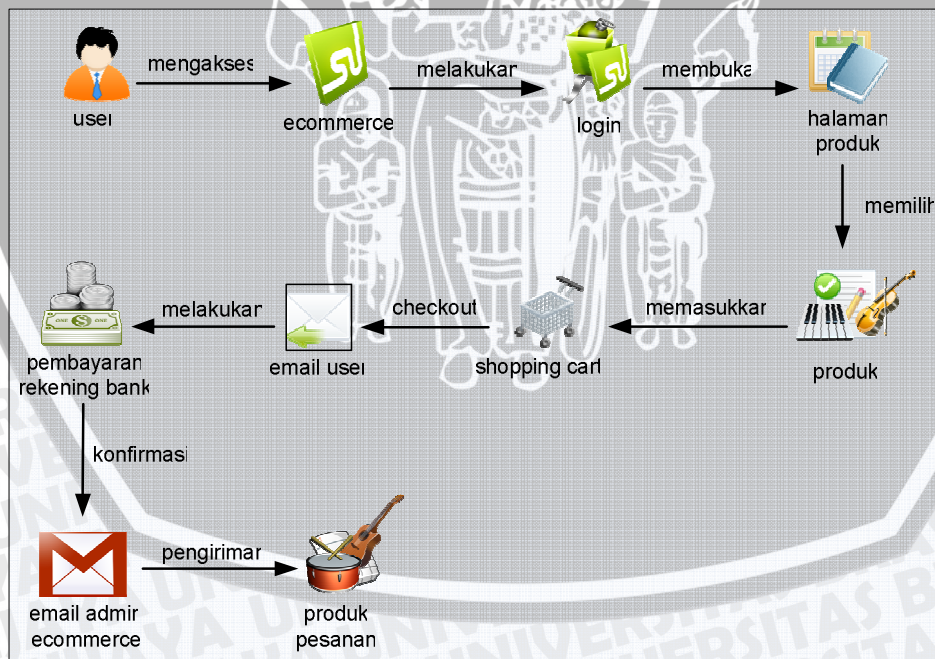 mengakses
melakukan
membuka
user
ecommerce
login
halaman
produk
memilih
melakukan
checkout
memasukkan
pembayaran
rekening bank
email user
shopping cart
produk
konfirmasi
pengiriman
email admin
ecommerce
produk
pesanan
UNIVERSITAS B